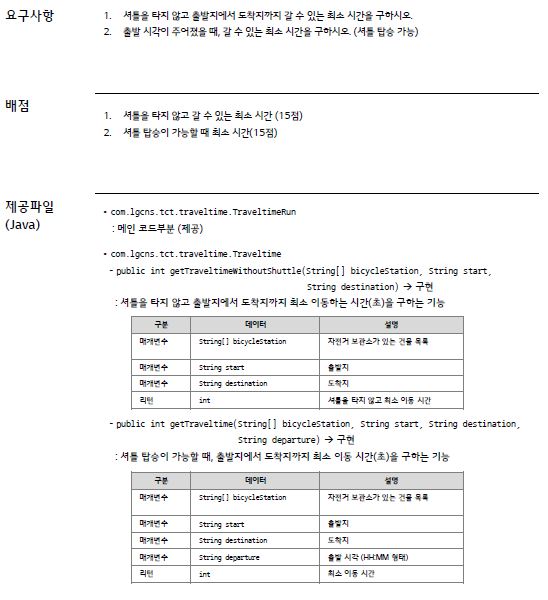 요구사항
1. 셔틀을 타지 않고 출발지에서 도착지까지 갈 수 있는 최소 시간을 구하시오.
2. 출발 시각이 주어졌을 때, 갈 수 있는 최소 시간을 구하시오. (셔틀 탑승 가능)
배점
1. 셔틀을 타지 않고 갈 수 있는 최소 시간 (15점)
2. 셔틀 탑승이 가능할 때 최소 시간(15점)
제공파일
(Java)
• com.lgcns.tct.traveltime.TraveltimeRun
: 메인 코드부분 (제공)
• com.lgcns.tct.traveltime.Traveltime
- public int getTraveltimeWithoutShuttle(String[] bicycleStation, String start,
String destination) → 구현
: 셔틀을 타지 않고 출발지에서 도착지까지 최소 이동하는 시간(초)을 구하는 기능
구분 데이터 설명
매개변수 String[] bicycleStation 자전거 보관소가 있는 건물 목록
매개변수 String start 출발지
매개변수 String destination 도착지
리턴 int 셔틀을 타지 않고 최소 이동 시간
- public int getTraveltime(String[] bicycleStation, String start, String destination,
String departure) → 구현
: 셔틀 탑승이 가능할 때, 출발지에서 도착지까지 최소 이동 시간(초)을 구하는 기능
구분 데이터 설명
매개변수 String[] bicycleStation 자전거 보관소가 있는 건물 목록
매개변수 String start 출발지
매개변수 String destination 도착지
매개변수 String departure 출발 시각 (HH:MM 형태)
리턴 int 최소 이동 시간